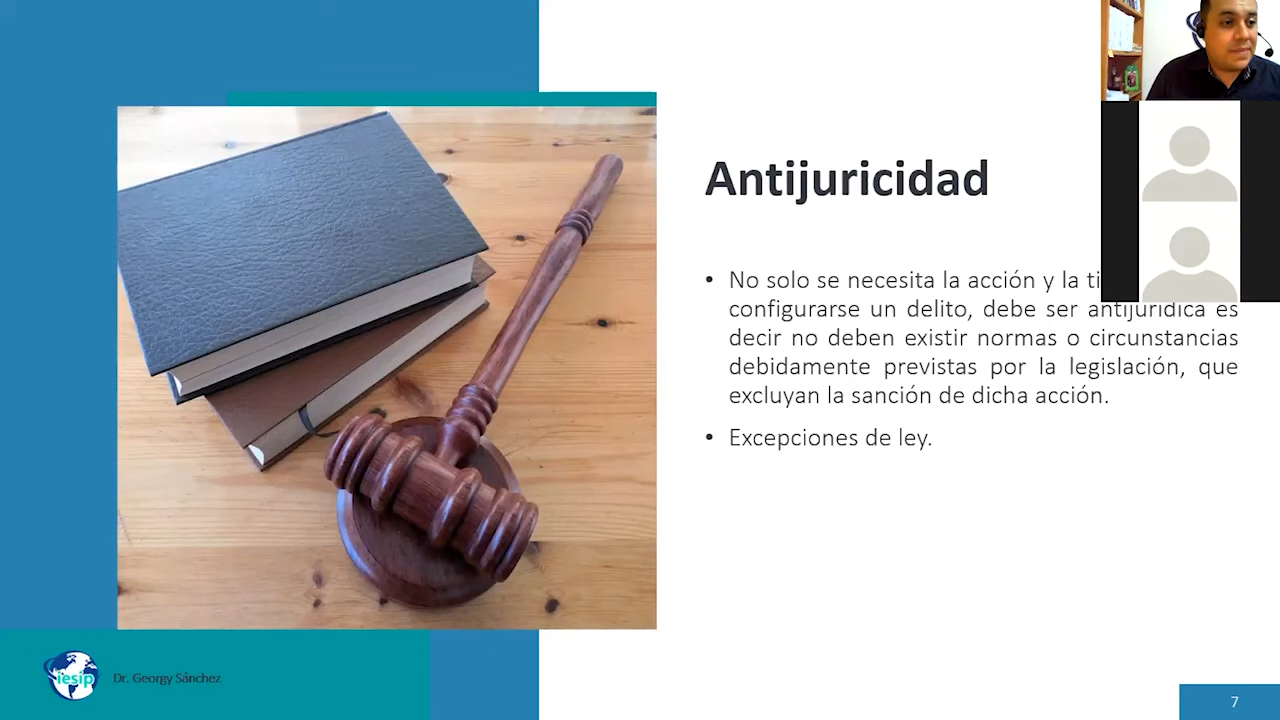 Antijuricidad
• No solo se necesita la acción y la
configurarse un delito, debe ser antijurídica es
decir no deben existir normas o circunstancias
debidamente previstas por la legislación, que
excluyan la sanción de dicha acción.
• Excepciones de ley.
iesip
Dr. Georgy Sánchez
7